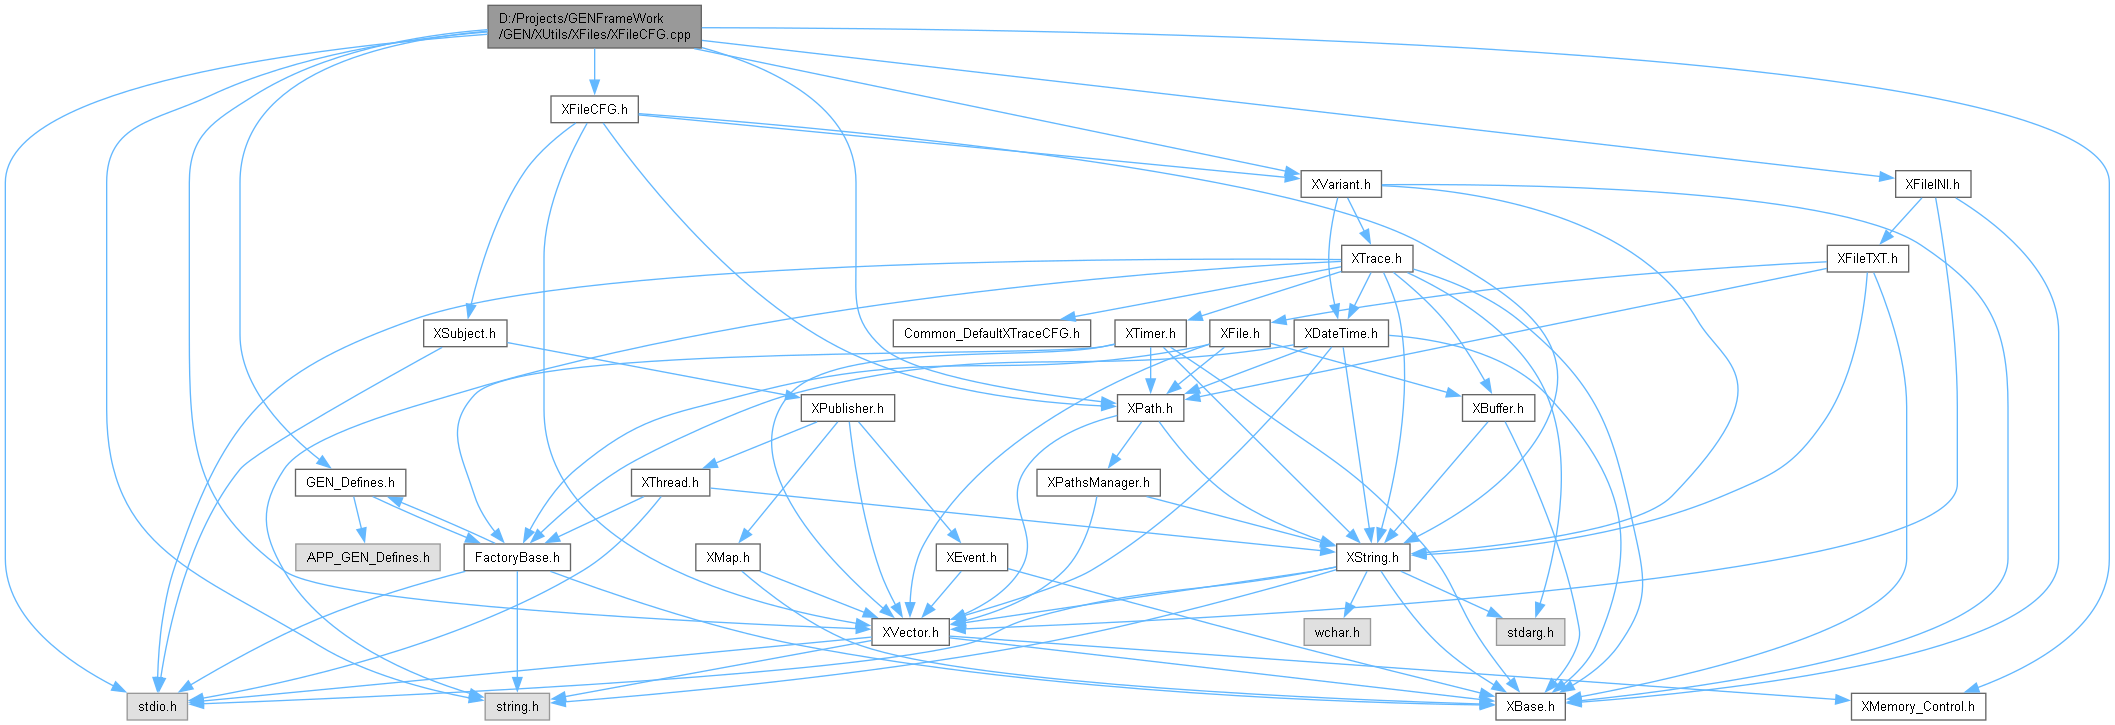 D:/Projects/GENFrameWork
/GEN/XUtils/XFiles/XFileCFG.cpp
XFileCFG.h
XVariant.h
XFileINI.h
XTrace.h
XFileTXT.h
XSubject.h
Common_DefaultXTraceCFG.h
XTimer.h
XFile.h
XDateTime.h
XPublisher.h
XPath.h
XBuffer.h
GEN_Defines.h
XThread.h
XPathsManager.h
APP_GEN_Defines.h
FactoryBase.h
XMap.h
XEvent.h
XString.h
XVector.h
wchar.h
stdarg.h
stdio.h
string.h
XBase.h
XMemory_Control.h